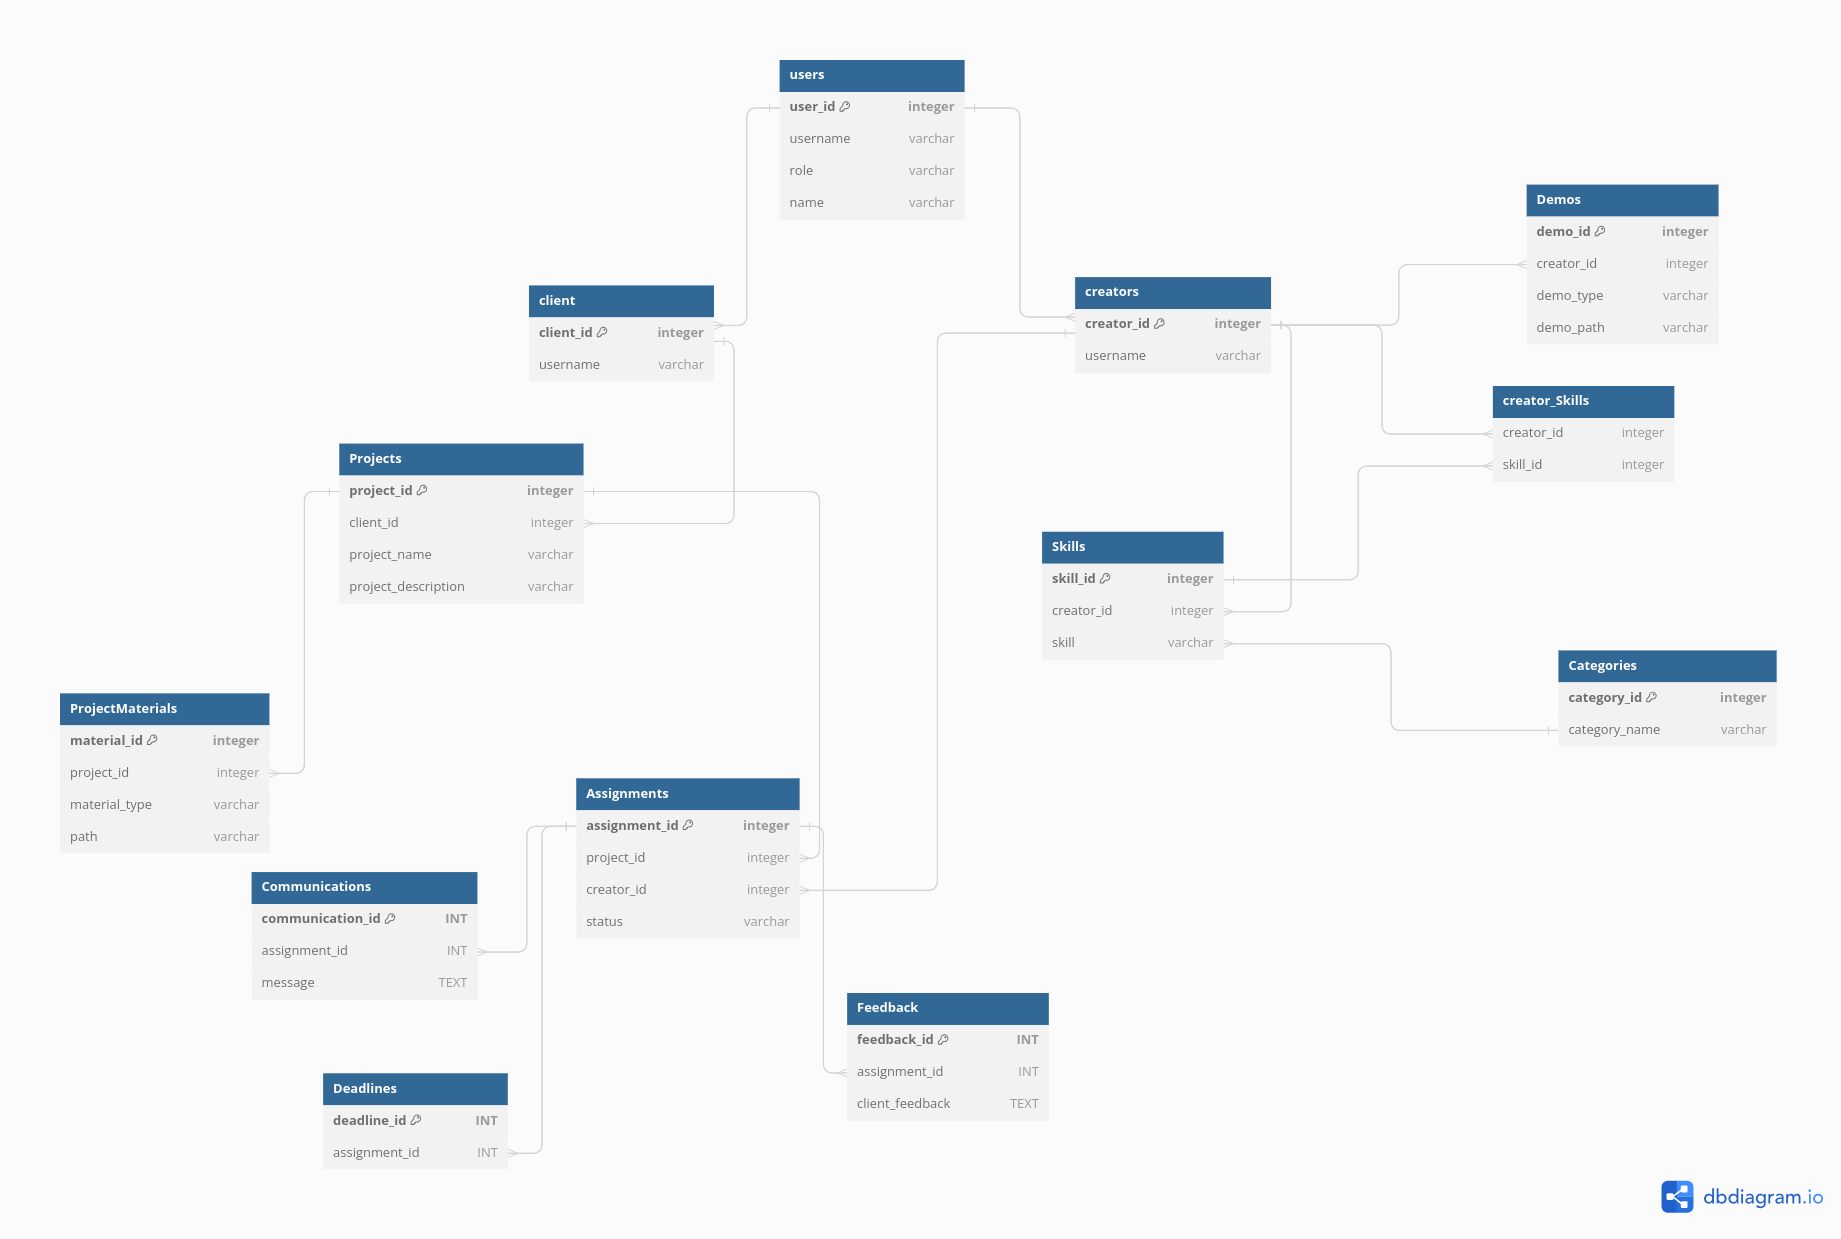 users
user_id integer
username varchar
role varchar
name varchar
Demos
demo_id integer
creator_id integer
demo_type varchar
demo_path varchar
client
client_id integer
username varchar
creators
creator_id integer
username varchar
creator_Skills
creator_id integer
skill_id integer
Projects
project_id integer
client_id integer
project_name varchar
project_description varchar
Skills
skill_id integer
creator_id integer
skill varchar
Categories
category_id integer
category_name varchar
ProjectMaterials
material_id integer
project_id integer
material_type varchar
path varchar
Assignments
assignment_id integer
project_id integer
creator_id integer
status varchar
Communications
communication_id INT
assignment_id INT
message TEXT
Feedback
feedback_id INT
assignment_id INT
client_feedback TEXT
Deadlines
deadline_id INT
assignment_id INT
dbdiagram.io